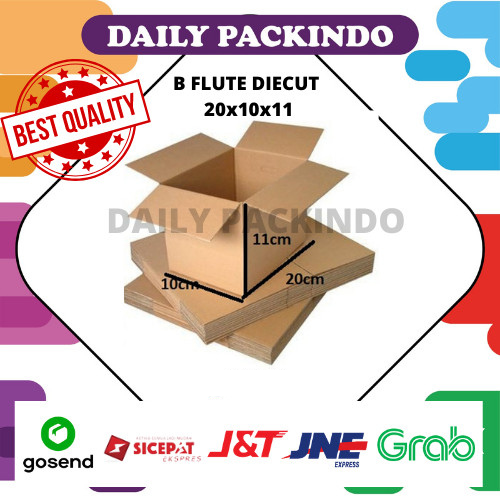 DAILY PACKINDO
B FLUTE DIECUT
20x10x11
BEST QUALITY
DAILY PACKINDO
11cm
10cm
20cm
gosend
SICEPAT
EKSPRES
J&T
JNE
EXPRESS
Grab